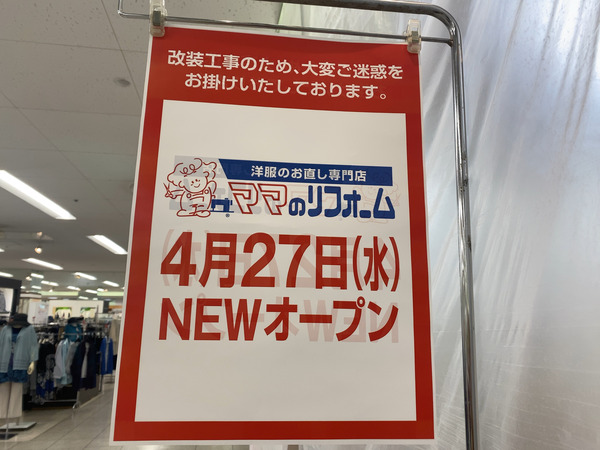 改装工事のため、大変ご迷惑を
お掛けいたしております。
洋服のお直し専門店
ママのリフォーム
4月27日(水)
NEWオープン